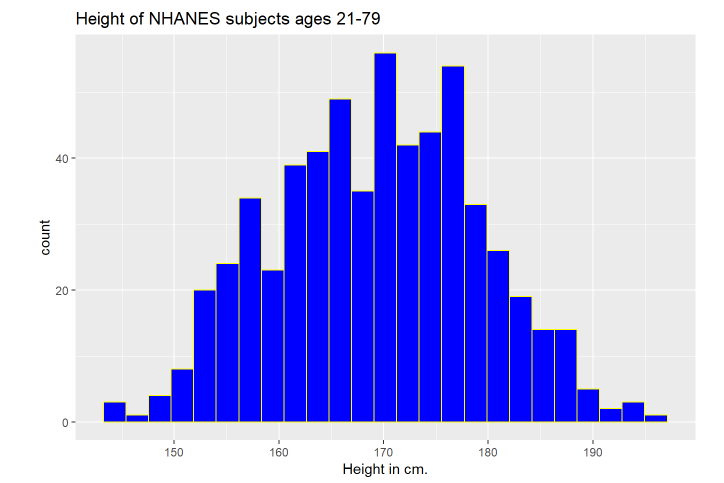 Height of NHANES subjects ages 21-79
count
40
20
0
150 160 170 180 190
Height in cm.